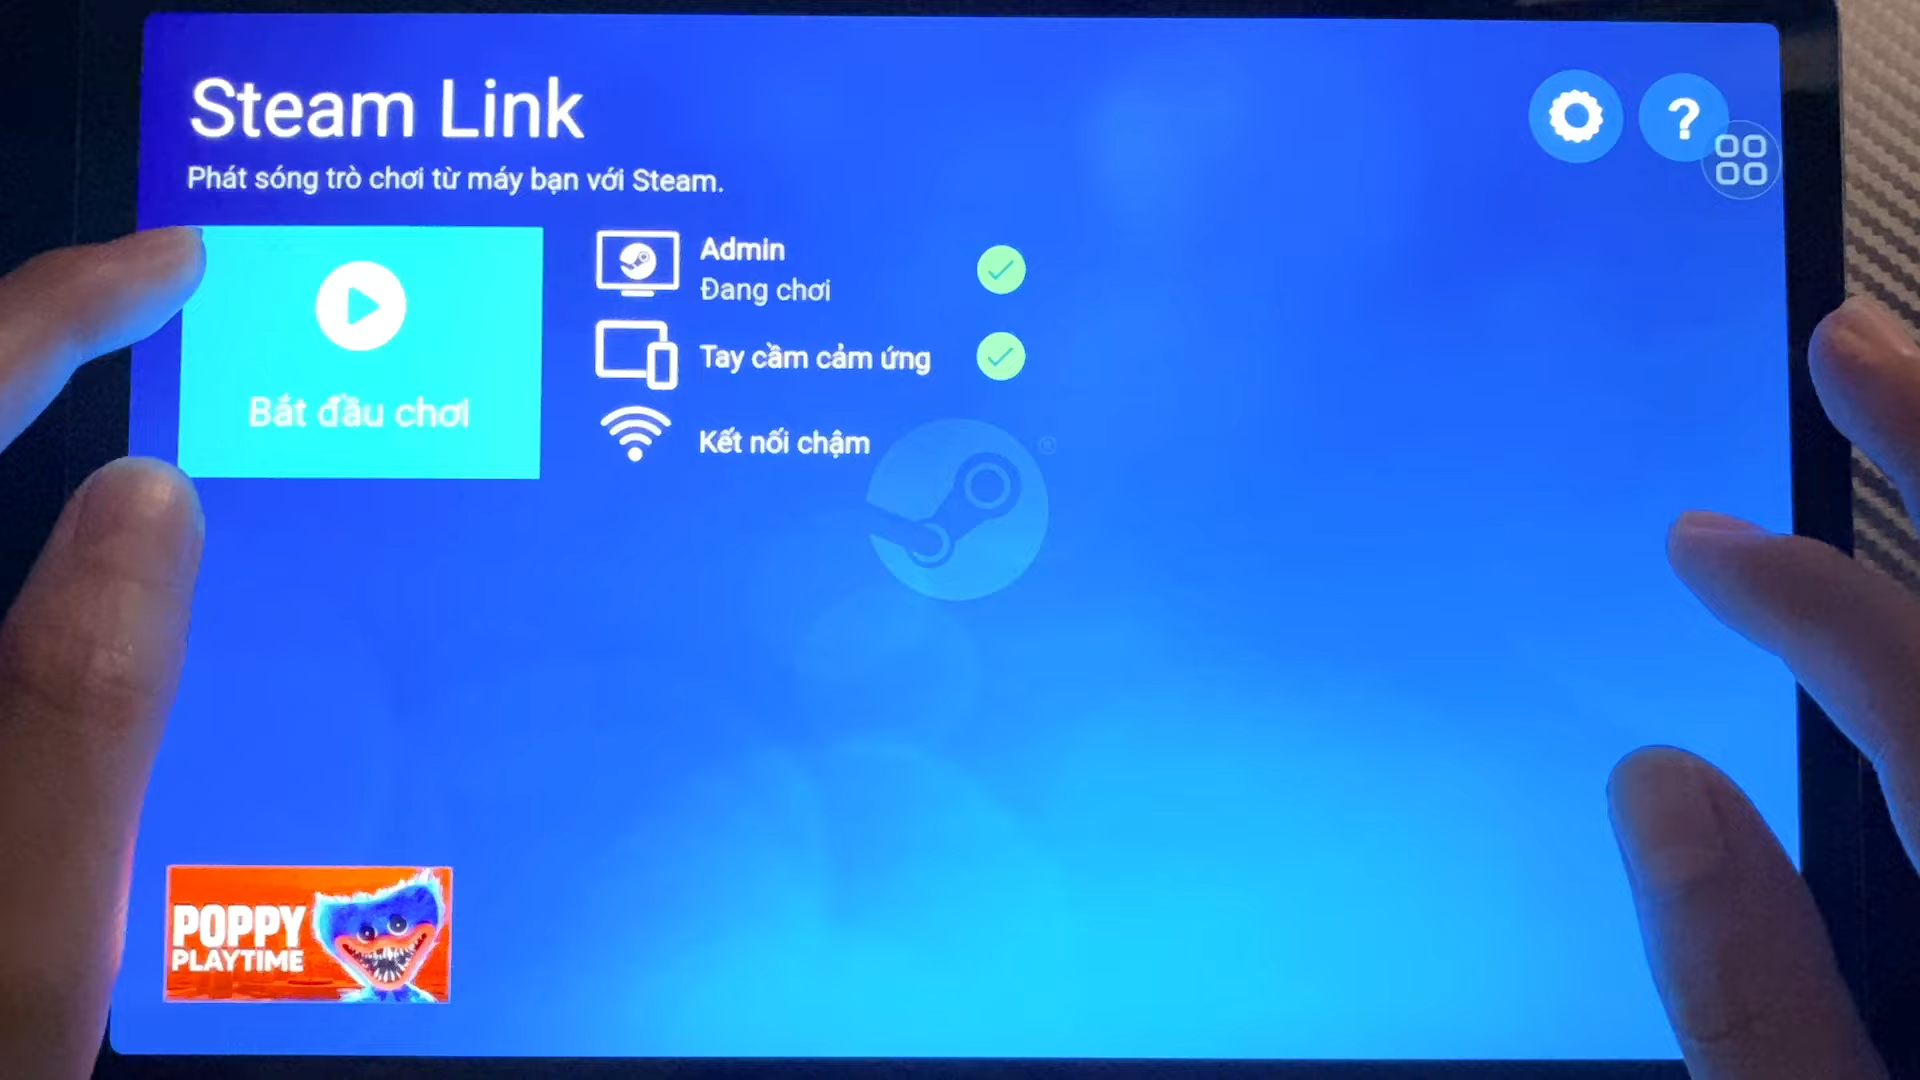 Steam Link
Phát sóng trò chơi từ máy bạn với Steam.
?
Bắt đầu chơi
Admin
Đang chơi
Tay cầm cảm ứng
Kết nối chậm
®
POPPY
PLAYTIME